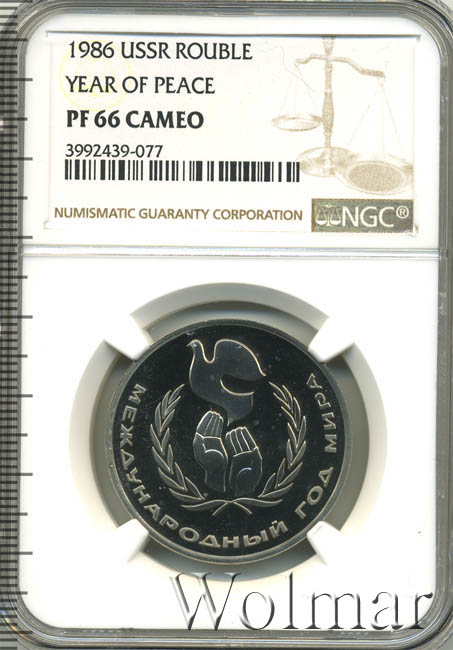 1986 USSR ROUBLE
YEAR OF PEACE
PF 66 CAMEO
3992439-077
NUMISMATIC GUARANTY CORPORATION NGC®
МЕЖДУНАРОДНЫЙ ГОД МИРА
Wolmar